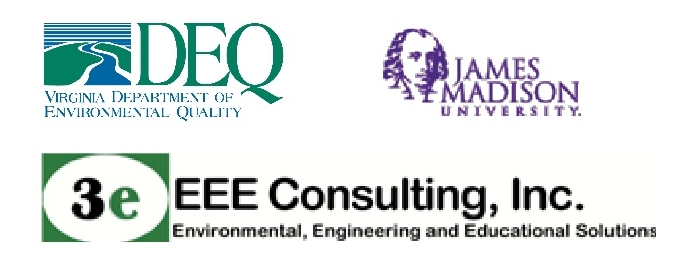 DEQ
VIRGINIA DEPARTMENT OF
ENVIRONMENTAL QUALITY
JAMES
MADISON
UNIVERSITY.
3e EEE Consulting, Inc.
Environmental, Engineering and Educational Solutions